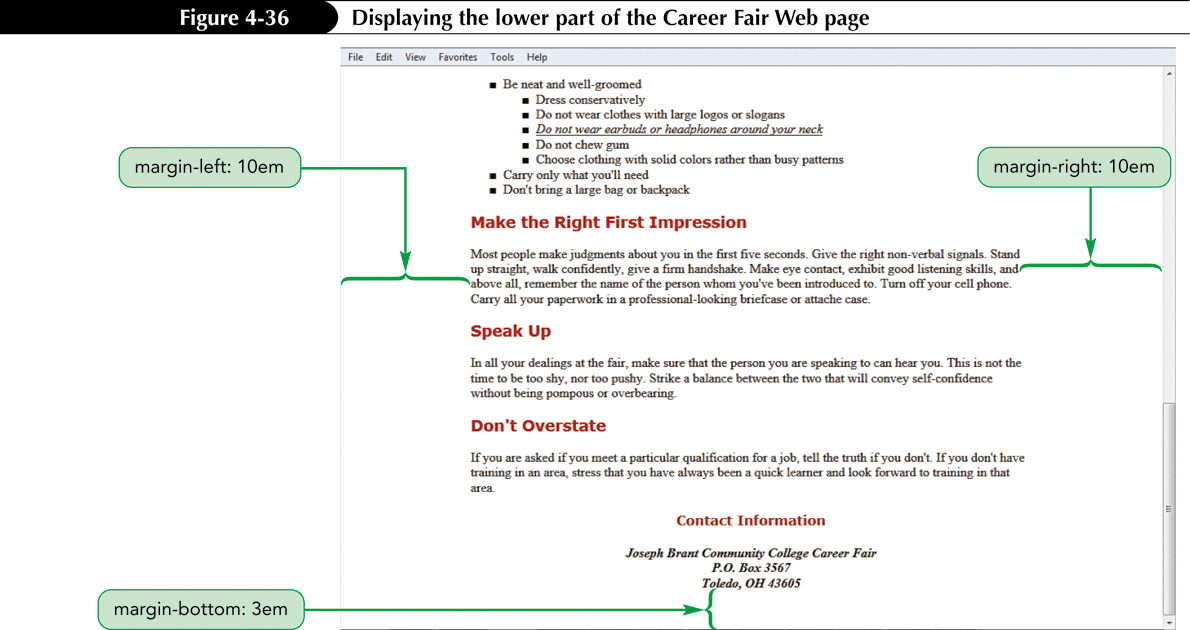 Figure 4-36 Displaying the lower part of the Career Fair Web page
File Edit View Favorites Tools Help
■ Be neat and well-groomed
■ Dress conservatively
■ Do not wear clothes with large logos or slogans
■ Do not wear earbuds or headphones around your neck
■ Do not chew gum
■ Choose clothing with solid colors rather than busy patterns
■ Carry only what you'll need
■ Don't bring a large bag or backpack
margin-left: 10em
margin-right: 10em
Make the Right First Impression
Most people make judgments about you in the first five seconds. Give the right non-verbal signals. Stand
up straight, walk confidently, give a firm handshake. Make eye contact, exhibit good listening skills, and
above all, remember the name of the person whom you've been introduced to. Turn off your cell phone.
Carry all your paperwork in a professional-looking briefcase or attache case.
Speak Up
In all your dealings at the fair, make sure that the person you are speaking to can hear you. This is not the
time to be too shy, nor too pushy. Strike a balance between the two that will convey self-confidence
without being pompous or overbearing.
Don't Overstate
If you are asked if you meet a particular qualification for a job, tell the truth if you don't. If you don't have
training in an area, stress that you have always been a quick learner and look forward to training in that
area.
Contact Information
Joseph Brant Community College Career Fair
P.O. Box 3567
Toledo, OH 43605
margin-bottom: 3em